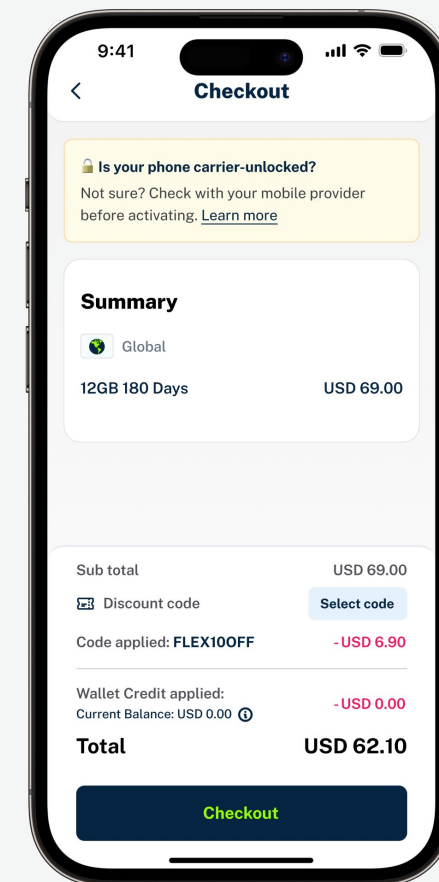 9:41
Checkout
Is your phone carrier-unlocked?
Not sure? Check with your mobile provider
before activating. Learn more
Summary
Global
12GB 180 Days USD 69.00
Sub total USD 69.00
Discount code Select code
Code applied: FLEX10OFF - USD 6.90
Wallet Credit applied: - USD 0.00
Current Balance: USD 0.00
Total USD 62.10
Checkout